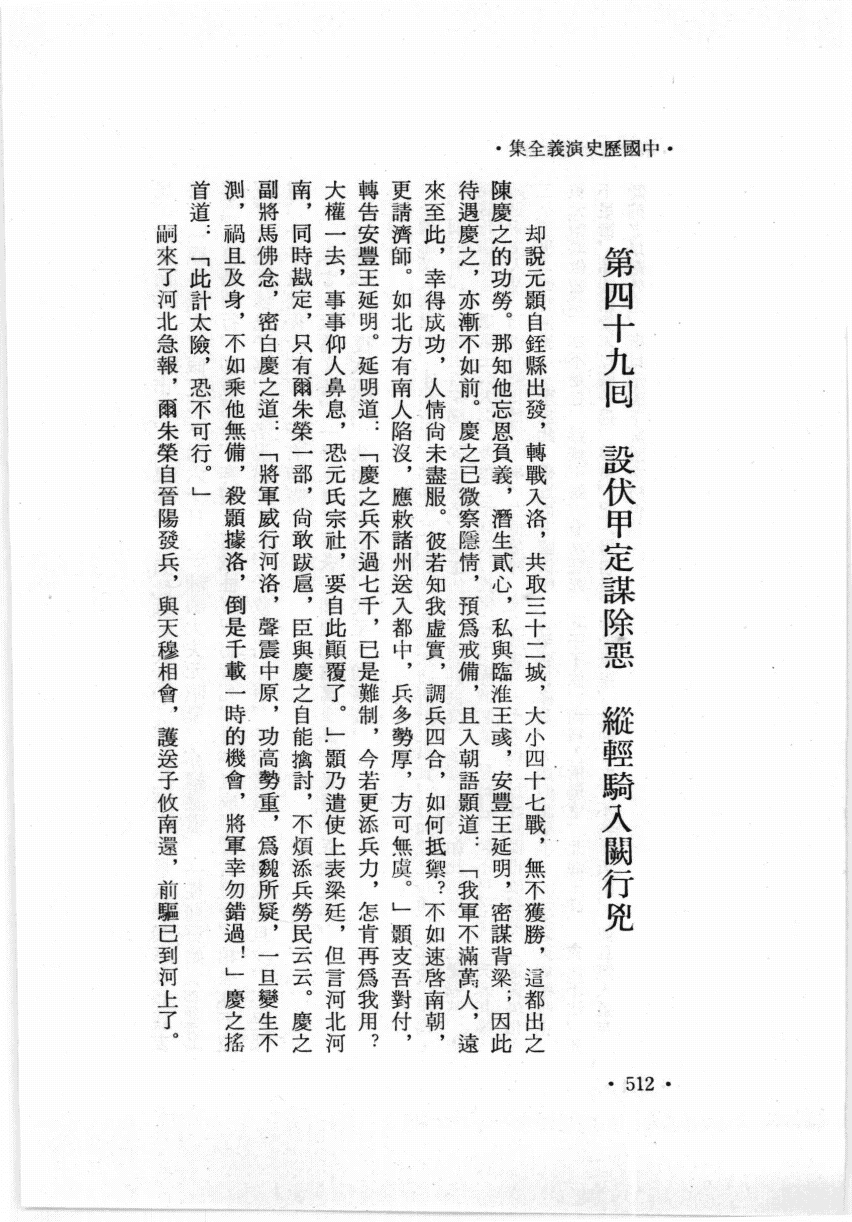 ·中國歷史演義全集·
第四十九回　設伏甲定謀除惡　縱輕騎入闕行兇
却說元顥自銍縣出發，轉戰入洛，共取三十二城，大小四十七戰，無不獲勝，這都出之
陳慶之的功勞。那知他忘恩負義，潛生貳心，私與臨淮王彧，安豐王延明，密謀背梁；因此
待遇慶之，亦漸不如前。慶之已微察隱情，預爲戒備，且入朝語顥道：「我軍不滿萬人，遠
來至此，幸得成功，人情尙未盡服。彼若知我虛實，調兵四合，如何抵禦？不如速啓南朝，
更請濟師。如北方有南人陷沒，應敕諸州送入都中，兵多勢厚，方可無虞。」顥支吾對付，
轉告安豐王延明。延明道：「慶之兵不過七千，已是難制，今若更添兵力，怎肯再爲我用？
大權一去，事事仰人鼻息，恐元氏宗社，要自此顚覆了。」顥乃遣使上表梁廷，但言河北河
南，同時戡定，只有爾朱榮一部，尙敢跋扈，臣與慶之自能擒討，不煩添兵勞民云云。慶之
副將馬佛念，密白慶之道：「將軍威行河洛，聲震中原，功高勢重，爲魏所疑，一旦變生不
測，禍且及身，不如乘他無備，殺顥據洛，倒是千載一時的機會，將軍幸勿錯過！」慶之搖
首道：「此計太險，恐不可行。」
嗣來了河北急報，爾朱榮自晉陽發兵，與天穆相會，護送子攸南還，前驅已到河上了。
·512·